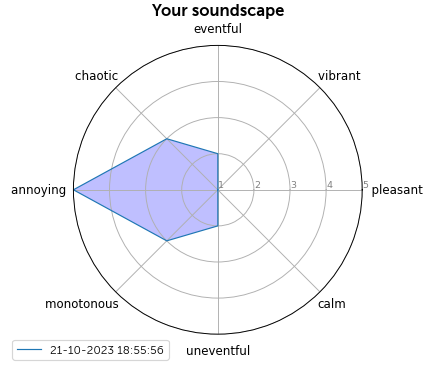 Your soundscape
eventful
chaotic
vibrant
annoying
1 2 3 4 5
pleasant
monotonous
calm
uneventful
21-10-2023 18:55:56